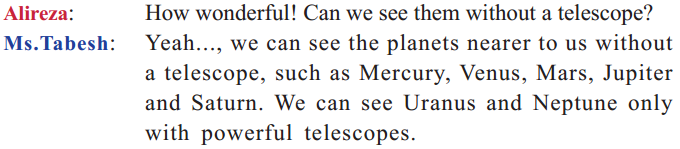 Alireza: How wonderful! Can we see them without a telescope?
Ms.Tabesh: Yeah..., we can see the planets nearer to us without
a telescope, such as Mercury, Venus, Mars, Jupiter
and Saturn. We can see Uranus and Neptune only
with powerful telescopes.